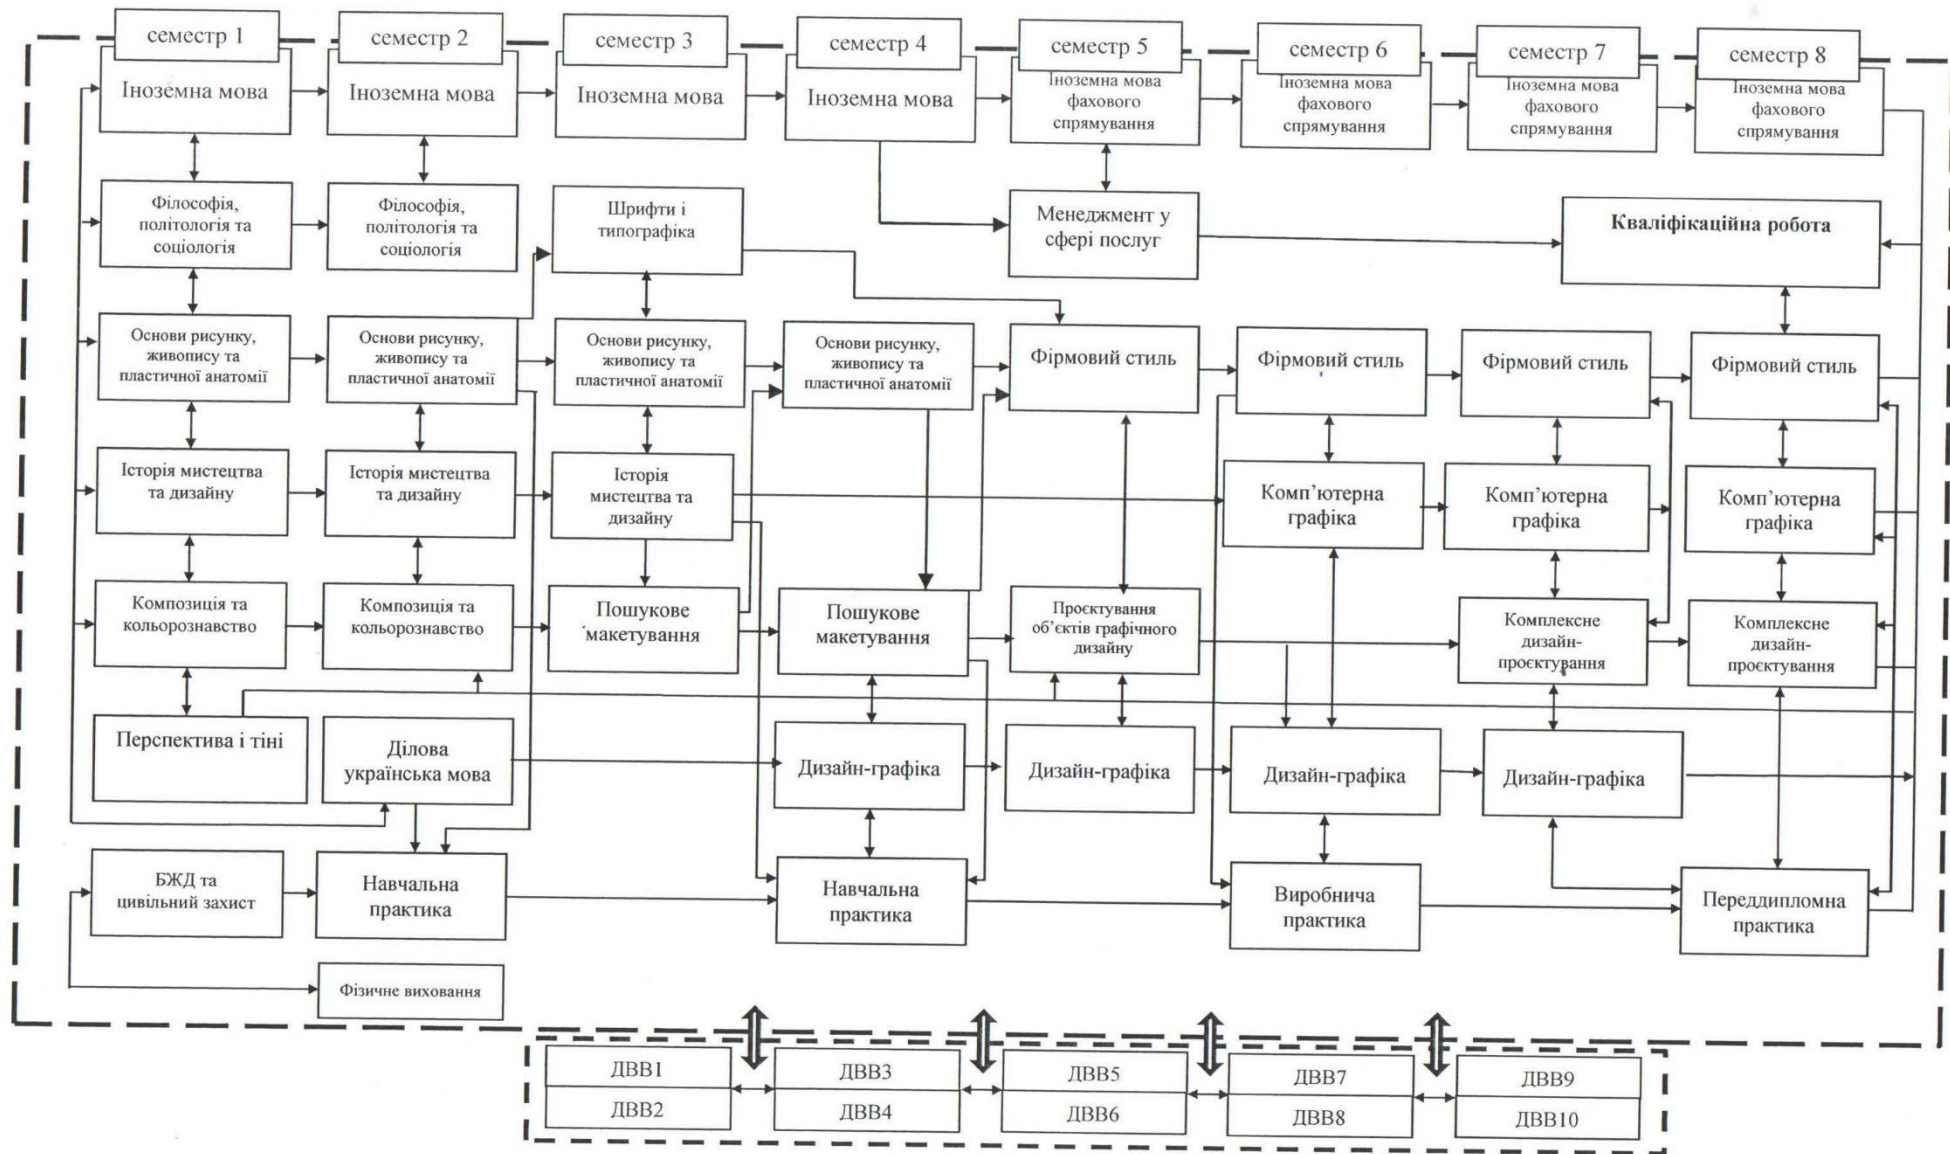 семестр 1
семестр 2
семестр 3
семестр 4
семестр 5
семестр 6
семестр 7
семестр 8
Іноземна мова
Іноземна мова
Іноземна мова
Іноземна мова
Іноземна мова
фахового
спрямування
Іноземна мова
фахового
спрямування
Іноземна мова
фахового
спрямування
Іноземна мова
фахового
спрямування
Філософія,
політологія та
соціологія
Філософія,
політологія та
соціологія
Шрифти і
типографіка
Менеджмент у
сфері послуг
Кваліфікаційна робота
Основи рисунку,
живопису та
пластичної анатомії
Основи рисунку,
живопису та
пластичної анатомії
Основи рисунку,
живопису та
пластичної анатомії
Основи рисунку,
живопису та
пластичної анатомії
Фірмовий стиль
Фірмовий стиль
Фірмовий стиль
Фірмовий стиль
Історія мистецтва
та дизайну
Історія мистецтва
та дизайну
Історія
мистецтва та
дизайну
Комп’ютерна
графіка
Комп’ютерна
графіка
Комп’ютерна
графіка
Композиція та
кольорознавство
Композиція та
кольорознавство
Пошукове
макетування
Пошукове
макетування
Проєктування
об’єктів графічного
дизайну
Комплексне
дизайн-
проєктування
Комплексне
дизайн-
проєктування
Перспектива і тіні
Ділова
українська мова
Дизайн-графіка
Дизайн-графіка
Дизайн-графіка
Дизайн-графіка
БЖД та
цивільний захист
Навчальна
практика
Навчальна
практика
Виробнича
практика
Переддипломна
практика
Фізичне виховання
ДВВ1
ДВВ3
ДВВ5
ДВВ7
ДВВ9
ДВВ2
ДВВ4
ДВВ6
ДВВ8
ДВВ10